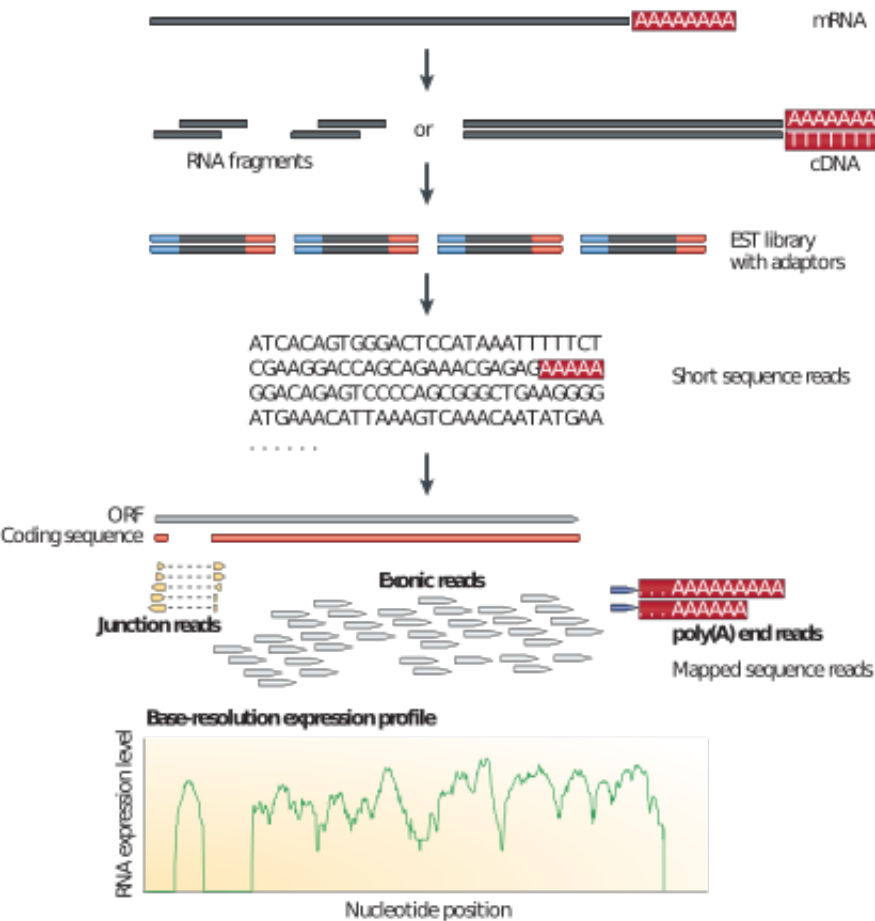 AAAAAAAA mRNA
or
AAAAAAA
TTTTTTT
RNA fragments
cDNA
EST library
with adaptors
ATCACAGTGGGACTCCATAAATTTTTCT
CGAAGGACCAGCAGAAACGAGAGAAAAA
GGACAGAGTCCCCAGCGGGCTGAAGGGG
ATGAAACATTAAAGTCAAACAATATGAA
. . . . . .
Short sequence reads
ORF
Coding sequence
Exonic reads
. . . AAAAAAAAAA
. . . AAAAAA
Junction reads
poly(A) end reads
Mapped sequence reads
Base-resolution expression profile
RNA expression level
Nucleotide position